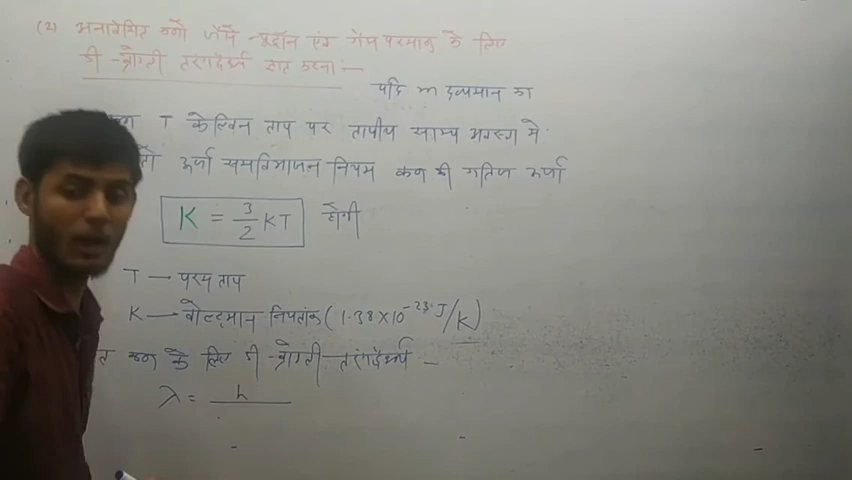 (2) अनावेशित कणों जैसे न्यूट्रॉन एवं गैस परमाणु के लिए
डी-ब्रोग्ली तरंगदैर्ध्य ज्ञात करना :—
यदि m द्रव्यमान का
कण T केल्विन ताप पर तापीय साम्य अवस्था में
तो ऊर्जा समविभाजन नियम कण की गतिज ऊर्जा
K = 3/2 KT होगी
T → परम ताप
K → बोल्ट्जमान नियतांक (1.38 × 10⁻²³ J/K)
कण के लिए डी-ब्रोग्ली तरंगदैर्ध्य —
λ = h